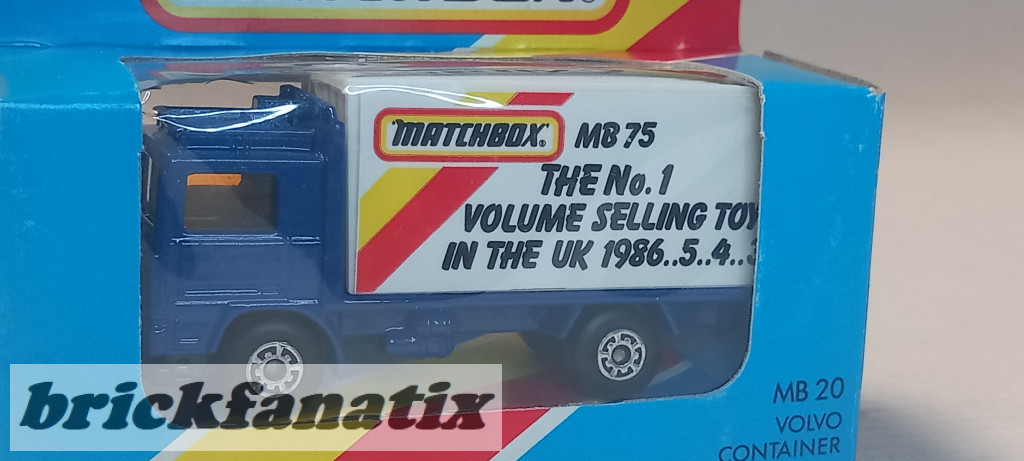 MATCHBOX®
MB 75
THE No.1
VOLUME SELLING TOY
IN THE UK 1986..5..4..3
MB 20
VOLVO
CONTAINER
brickfanatix